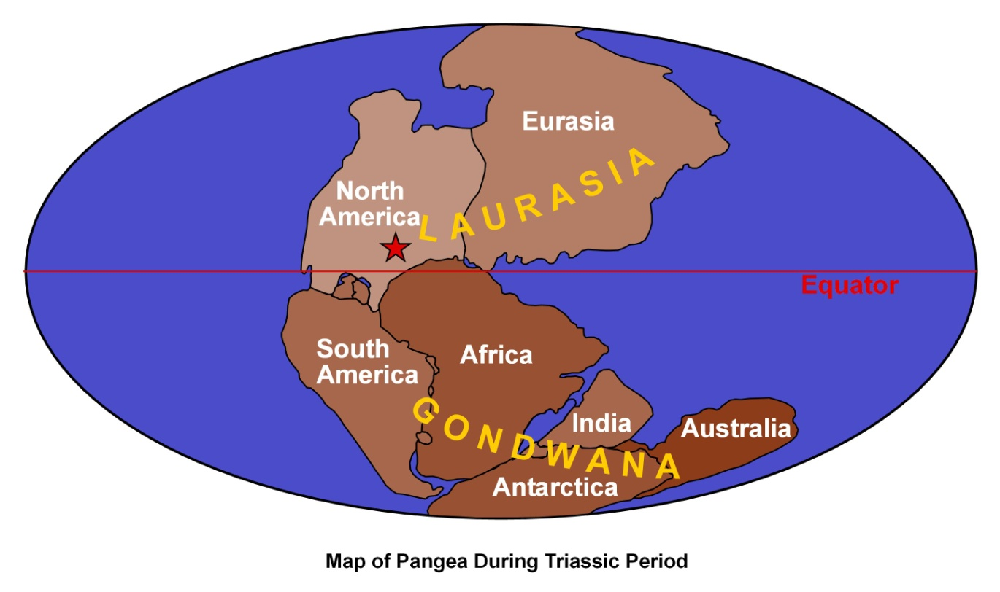 Eurasia
LAURASIA
North
America
Equator
South
America
Africa
GONDWANA
India
Australia
Antarctica
Map of Pangea During Triassic Period